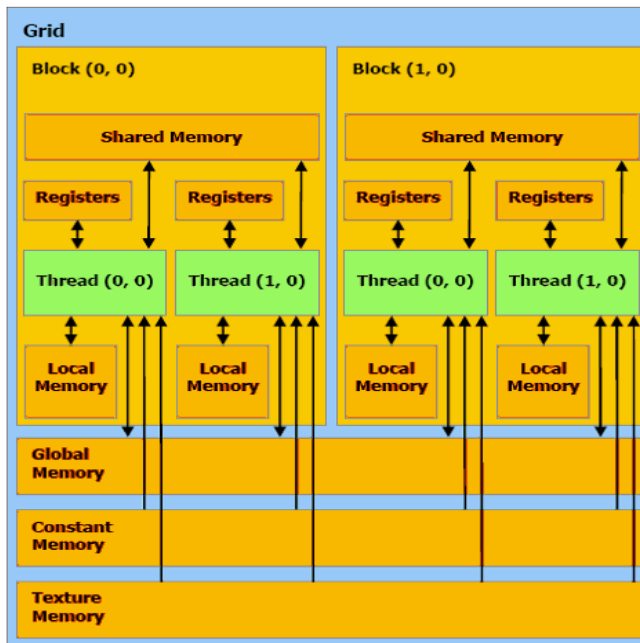 Grid
Block (0, 0)
Shared Memory
Registers
Registers
Thread (0, 0)
Thread (1, 0)
Local
Memory
Local
Memory
Block (1, 0)
Shared Memory
Registers
Registers
Thread (0, 0)
Thread (1, 0)
Local
Memory
Local
Memory
Global
Memory
Constant
Memory
Texture
Memory